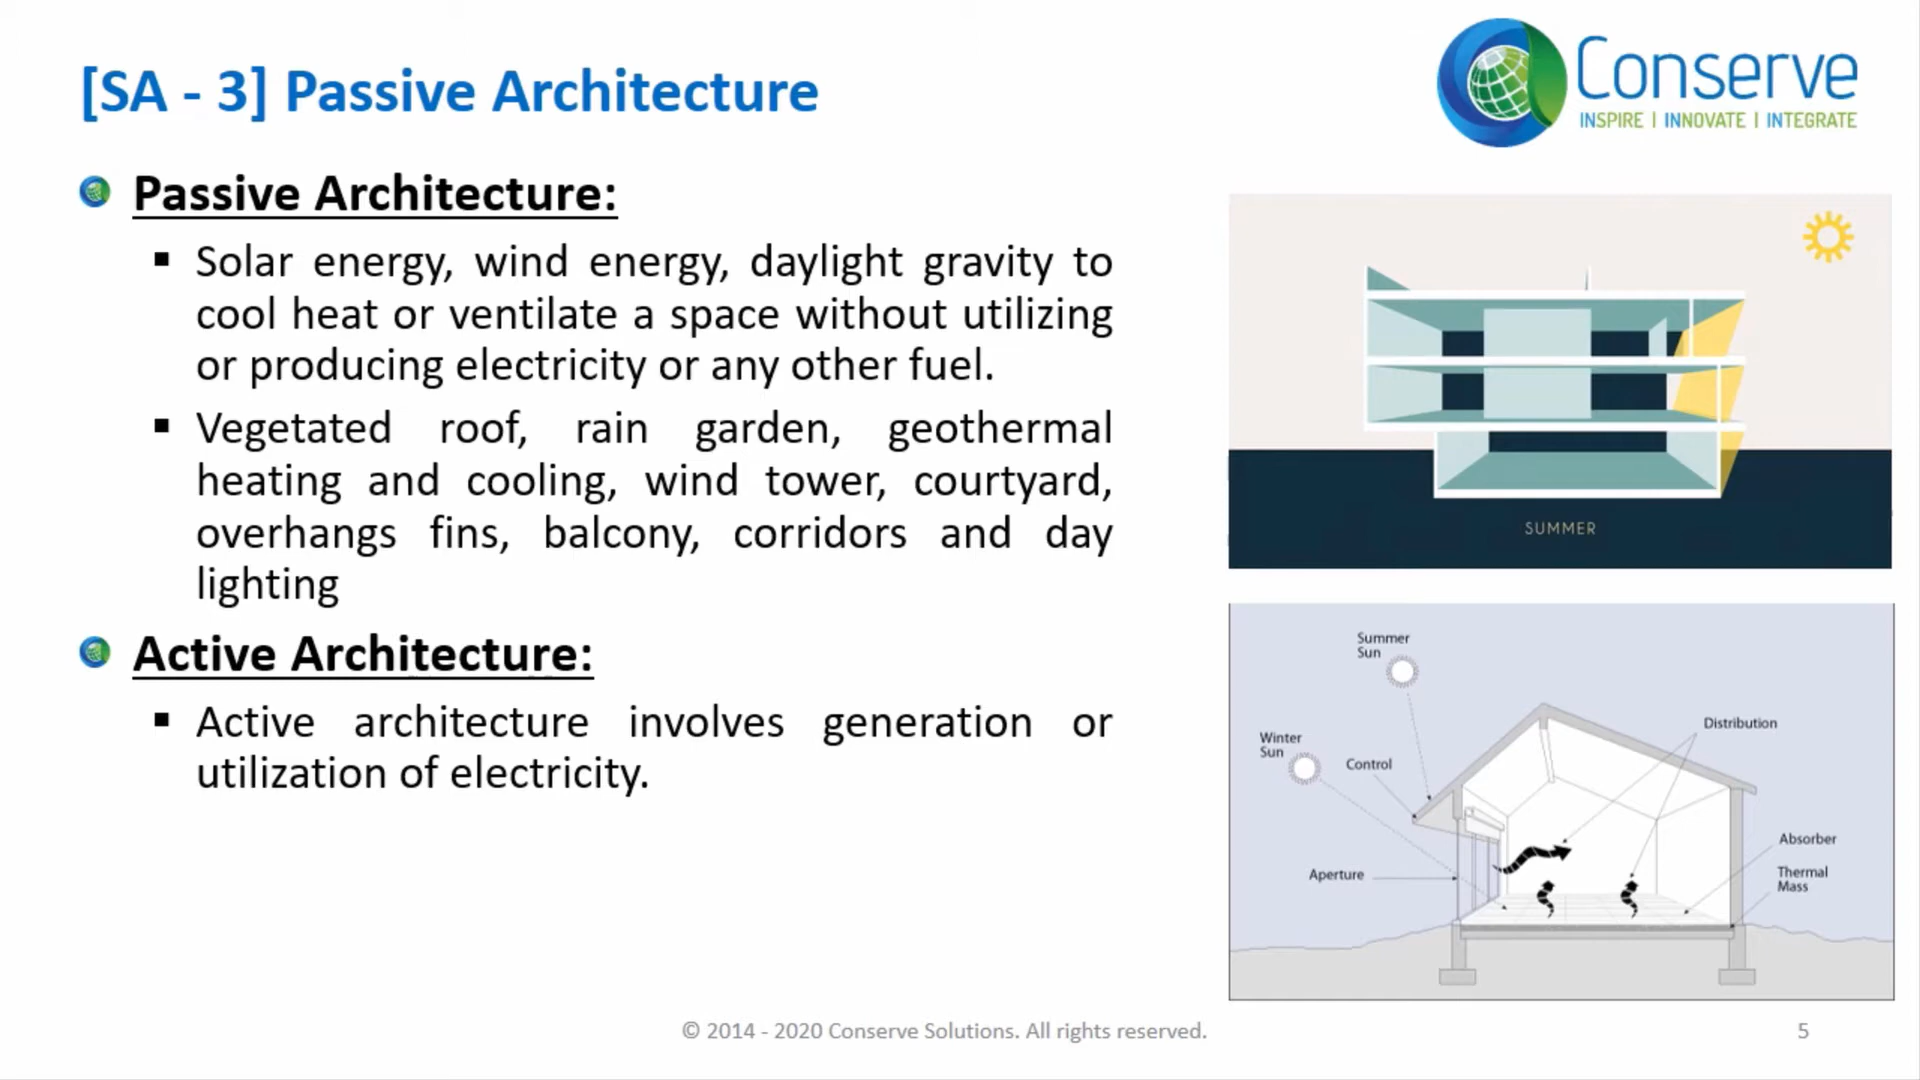 [SA - 3] Passive Architecture
Conserve
INSPIRE | INNOVATE | INTEGRATE
Passive Architecture:
Solar energy, wind energy, daylight gravity to
cool heat or ventilate a space without utilizing
or producing electricity or any other fuel.
Vegetated roof, rain garden, geothermal
heating and cooling, wind tower, courtyard,
overhangs fins, balcony, corridors and day
lighting
Active Architecture:
Active architecture involves generation or
utilization of electricity.
SUMMER
Summer
Sun
Winter
Sun
Control
Distribution
Aperture
Absorber
Thermal
Mass
© 2014 - 2020 Conserve Solutions. All rights reserved.
5